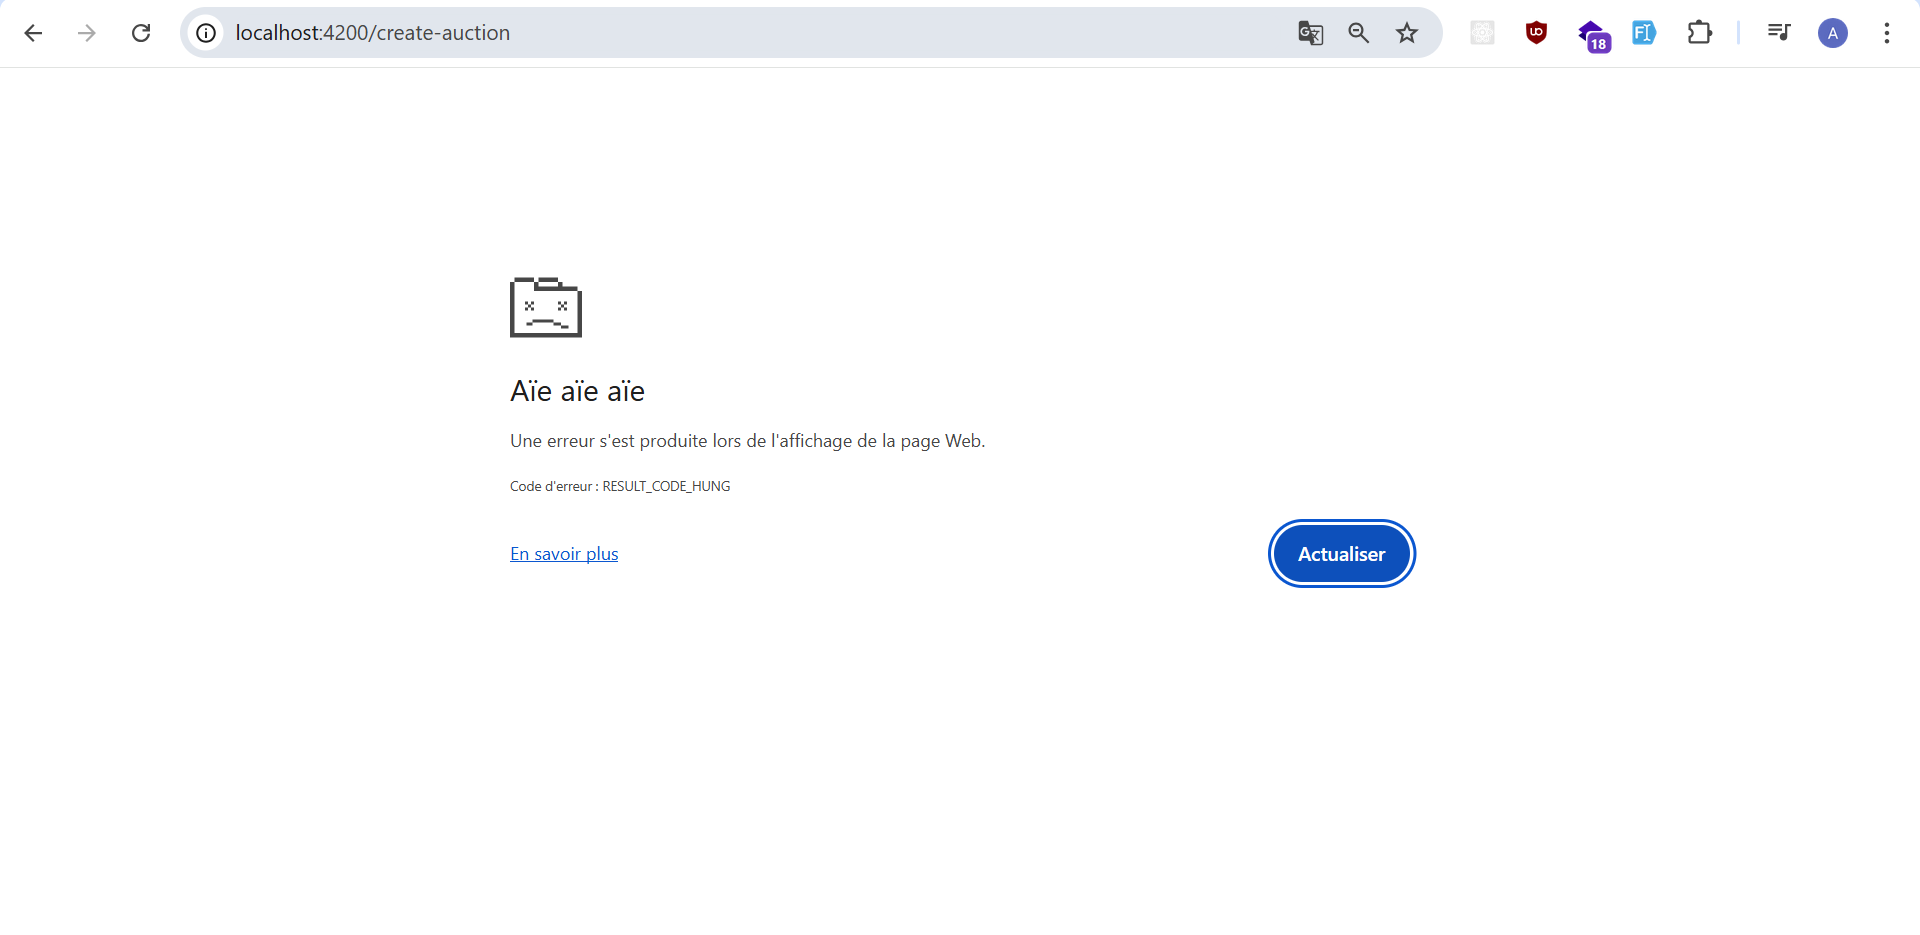 localhost:4200/create-auction
18
A
Aïe aïe aïe
Une erreur s'est produite lors de l'affichage de la page Web.
Code d'erreur : RESULT_CODE_HUNG
En savoir plus
Actualiser